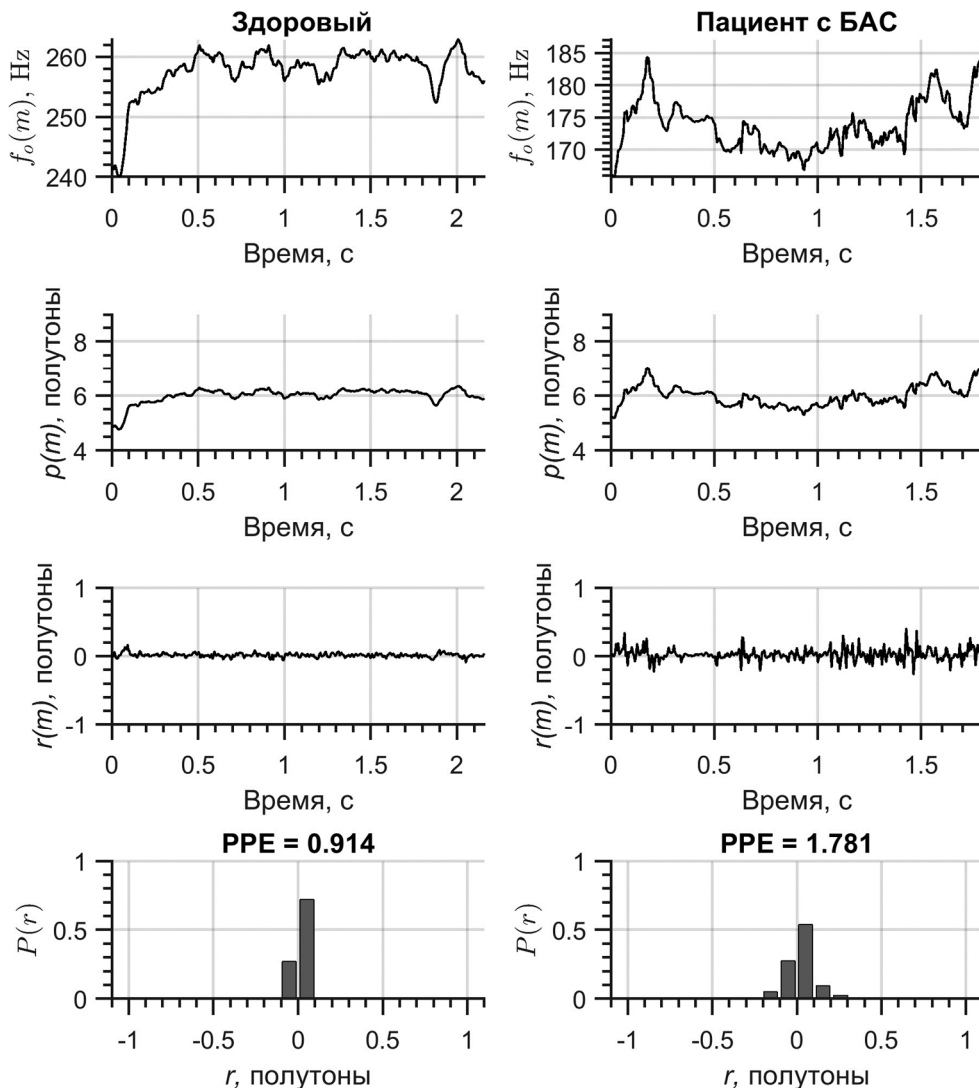 Здоровый
Пациент с БАС
f_o(m), Hz
260
250
240
0 0.5 1 1.5 2
Время, с
f_o(m), Hz
185
180
175
170
0 0.5 1 1.5
Время, с
p(m), полутоны
8
6
4
0 0.5 1 1.5 2
Время, с
p(m), полутоны
8
6
4
0 0.5 1 1.5
Время, с
r(m), полутоны
1
0
-1
0 0.5 1 1.5 2
Время, с
r(m), полутоны
1
0
-1
0 0.5 1 1.5
Время, с
PPE = 0.914
P(r)
1
0.5
0
-1 -0.5 0 0.5 1
r, полутоны
PPE = 1.781
P(r)
1
0.5
0
-1 -0.5 0 0.5 1
r, полутоны